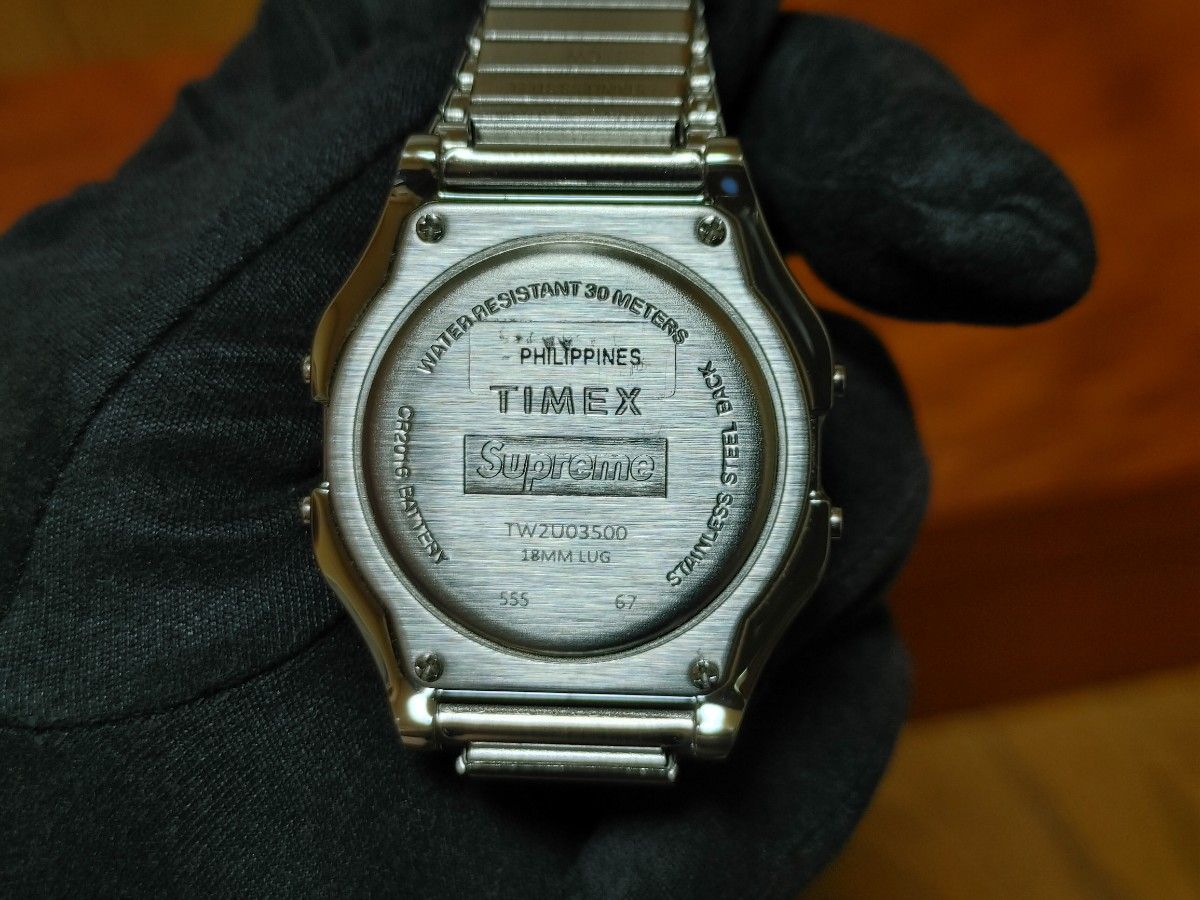 WATER RESISTANT 30 METERS
PHILIPPINES
TIMEX
STAINLESS STEEL BACK
CR2016 BATTERY
Supreme
TW2U03500
18MM LUG
555 67